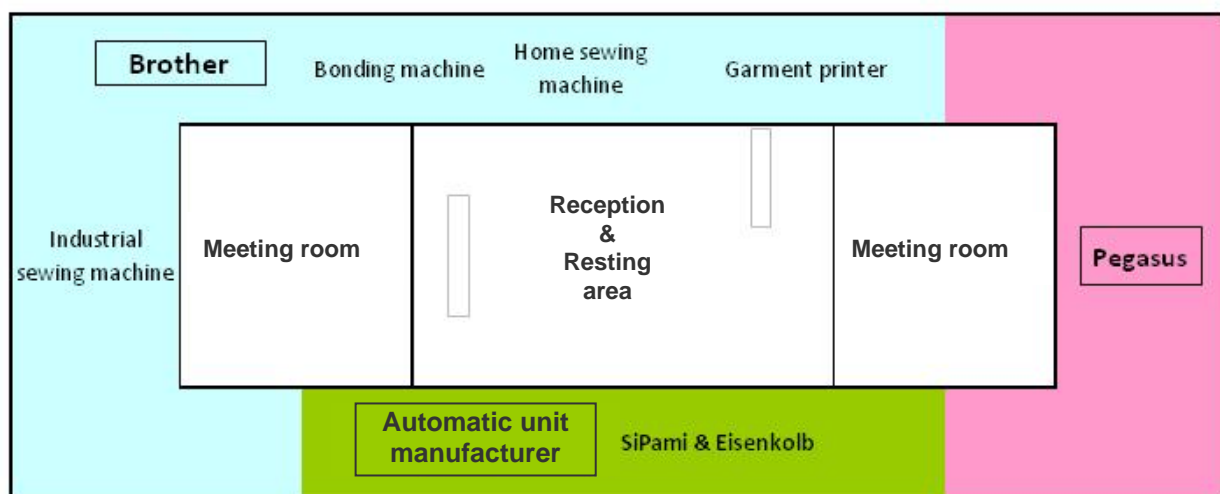 Brother
Bonding machine
Home sewing
machine
Garment printer
Industrial
sewing machine
Meeting room
Reception
&
Resting
area
Meeting room
Pegasus
Automatic unit
manufacturer
SiPami & Eisenkolb